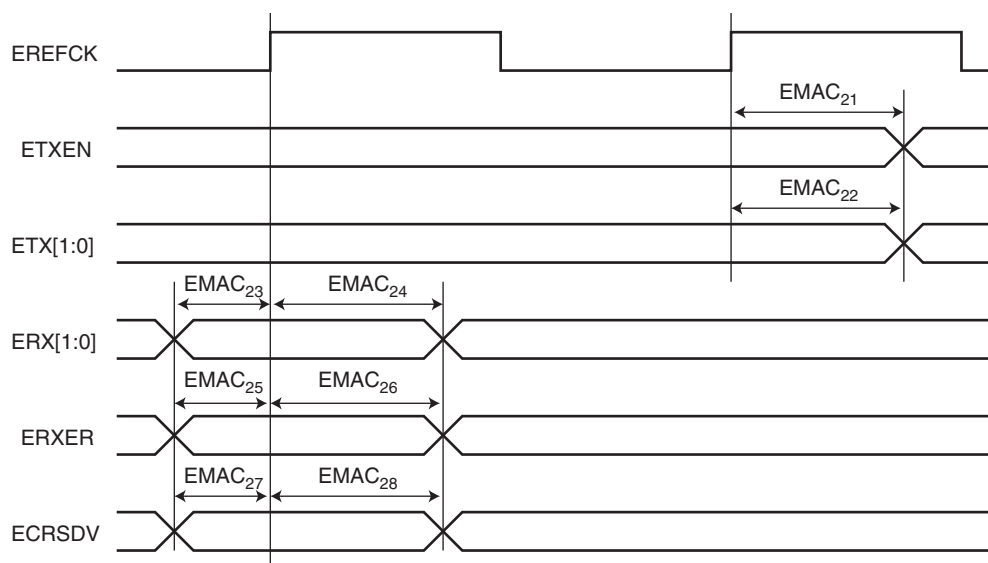 EREFCK
EMAC21
ETXEN
EMAC22
ETX[1:0]
EMAC23 EMAC24
ERX[1:0]
EMAC25 EMAC26
ERXER
EMAC27 EMAC28
ECRSDV